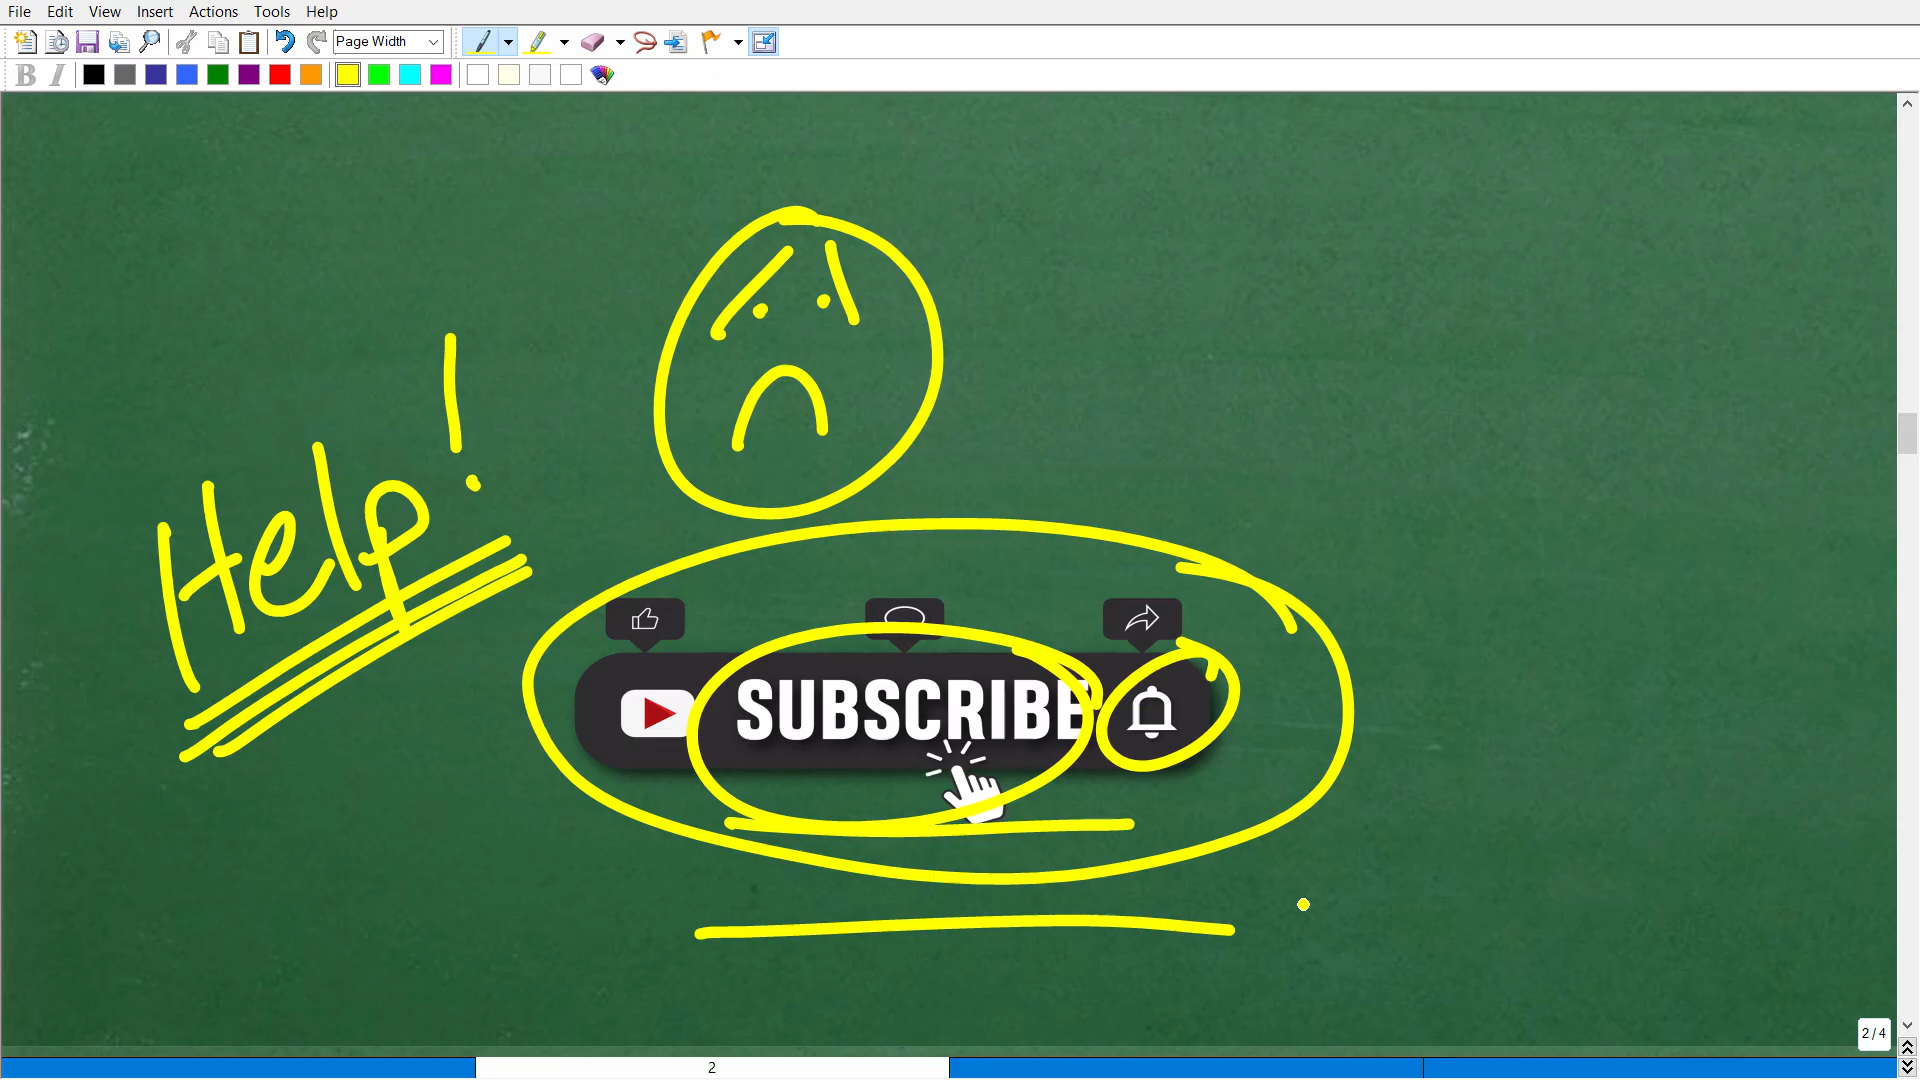 File Edit View Insert Actions Tools Help
Page Width
B I
Help!
SUBSCRIBE
2 / 4
2